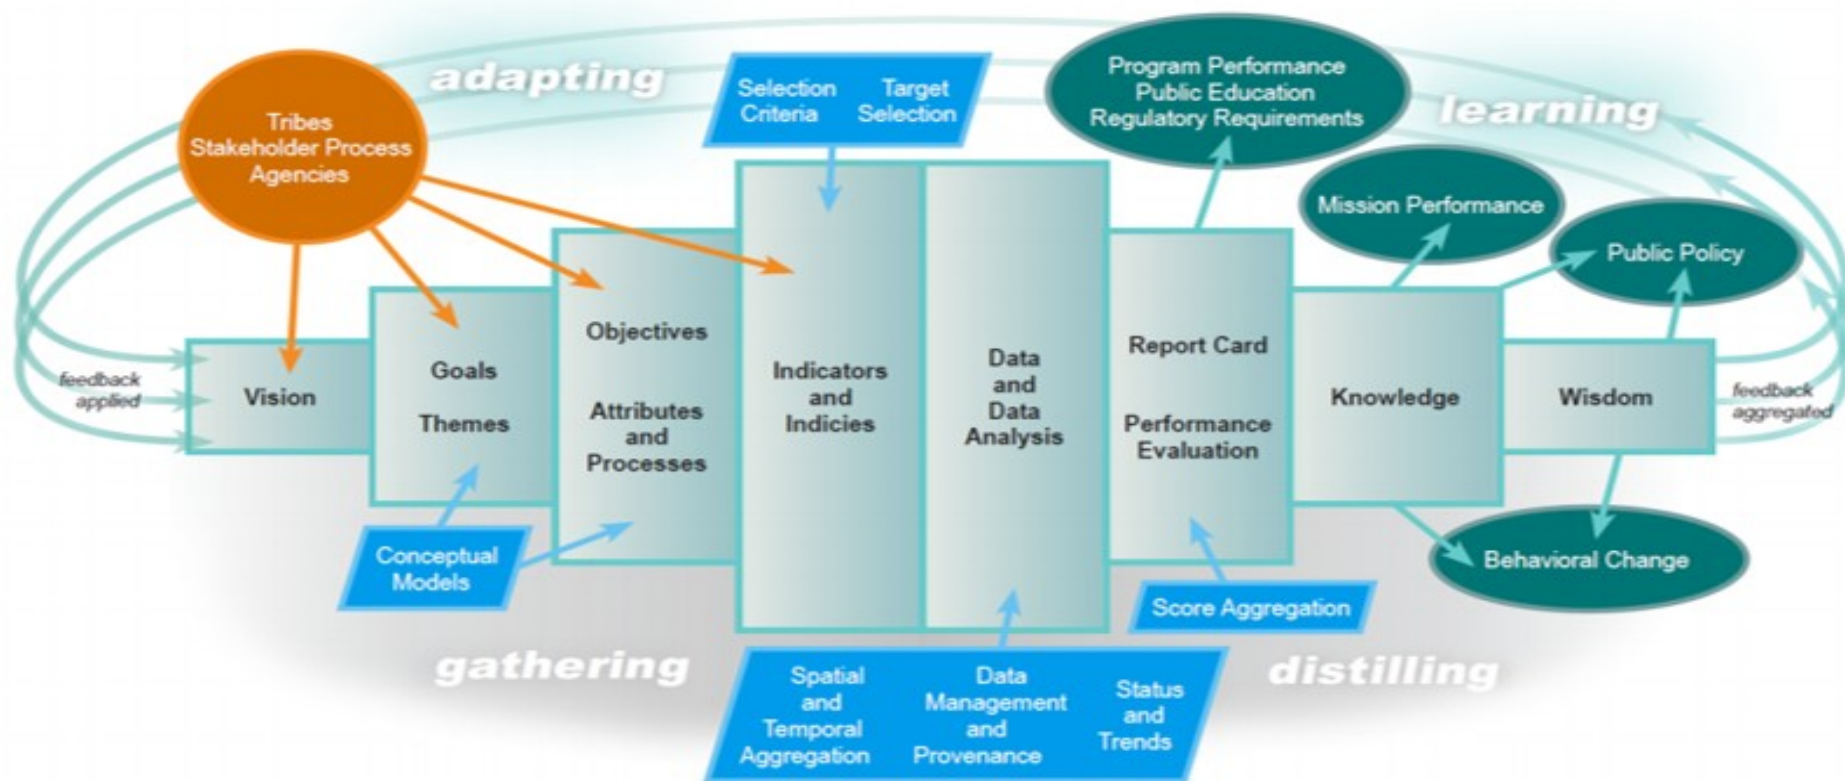 adapting
learning
Tribes
Stakeholder Process
Agencies
Selection
Criteria
Target
Selection
Program Performance
Public Education
Regulatory Requirements
Mission Performance
Public Policy
feedback
applied
Vision
Goals
Themes
Objectives
Attributes
and
Processes
Indicators
and
Indicies
Data
and
Data
Analysis
Report Card
Performance
Evaluation
Knowledge
Wisdom
feedback
aggregated
Conceptual
Models
Score Aggregation
Behavioral Change
gathering
distilling
Spatial
and
Temporal
Aggregation
Data
Management
and
Provenance
Status
and
Trends